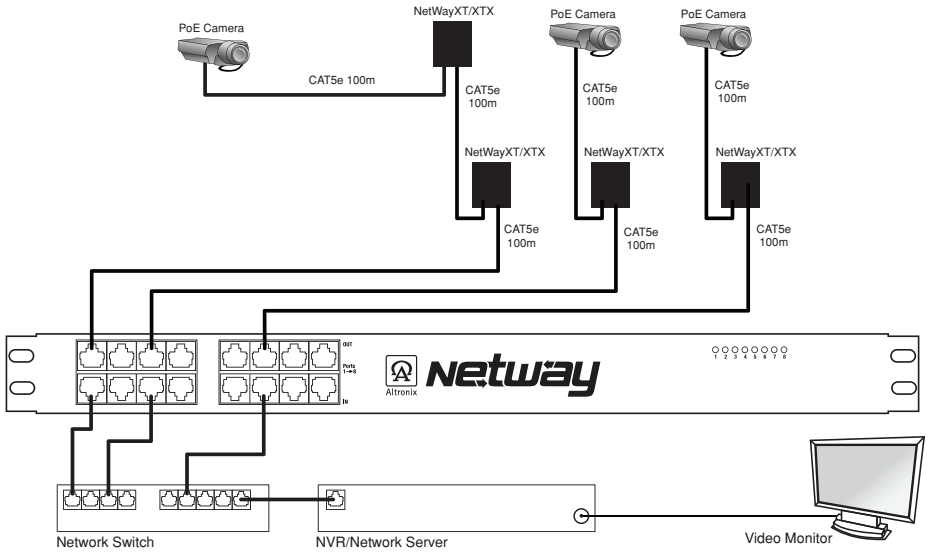 NetWayXT/XTX
PoE Camera
PoE Camera
PoE Camera
CAT5e 100m
CAT5e
100m
CAT5e
100m
CAT5e
100m
NetWayXT/XTX
NetWayXT/XTX
NetWayXT/XTX
CAT5e
100m
CAT5e
100m
CAT5e
100m
OUT
Ports
1→8
IN
Altronix
Netway
1 2 3 4 5 6 7 8
Network Switch
NVR/Network Server
Video Monitor